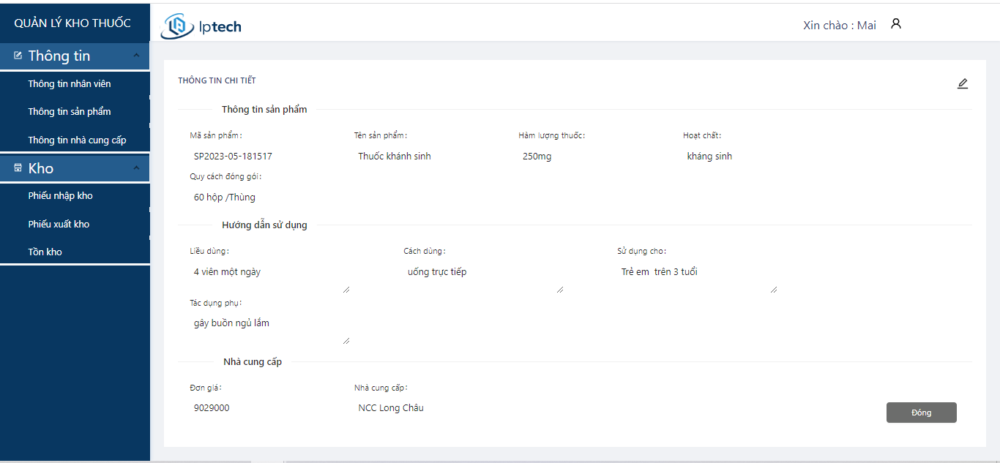 QUẢN LÝ KHO THUỐC
Thông tin
Thông tin nhân viên
Thông tin sản phẩm
Thông tin nhà cung cấp
Kho
Phiếu nhập kho
Phiếu xuất kho
Tồn kho
Iptech
Xin chào : Mai
THÔNG TIN CHI TIẾT
Thông tin sản phẩm
Mã sản phẩm: Tên sản phẩm: Hàm lượng thuốc: Hoạt chất:
SP2023-05-181517 Thuốc khánh sinh 250mg kháng sinh
Quy cách đóng gói:
60 hộp /Thùng
Hướng dẫn sử dụng
Liều dùng: Cách dùng: Sử dụng cho:
4 viên một ngày uống trực tiếp Trẻ em  trên 3 tuổi
Tác dụng phụ:
gây buồn ngủ lắm
Nhà cung cấp
Đơn giá: Nhà cung cấp:
9029000 NCC Long Châu
Đóng